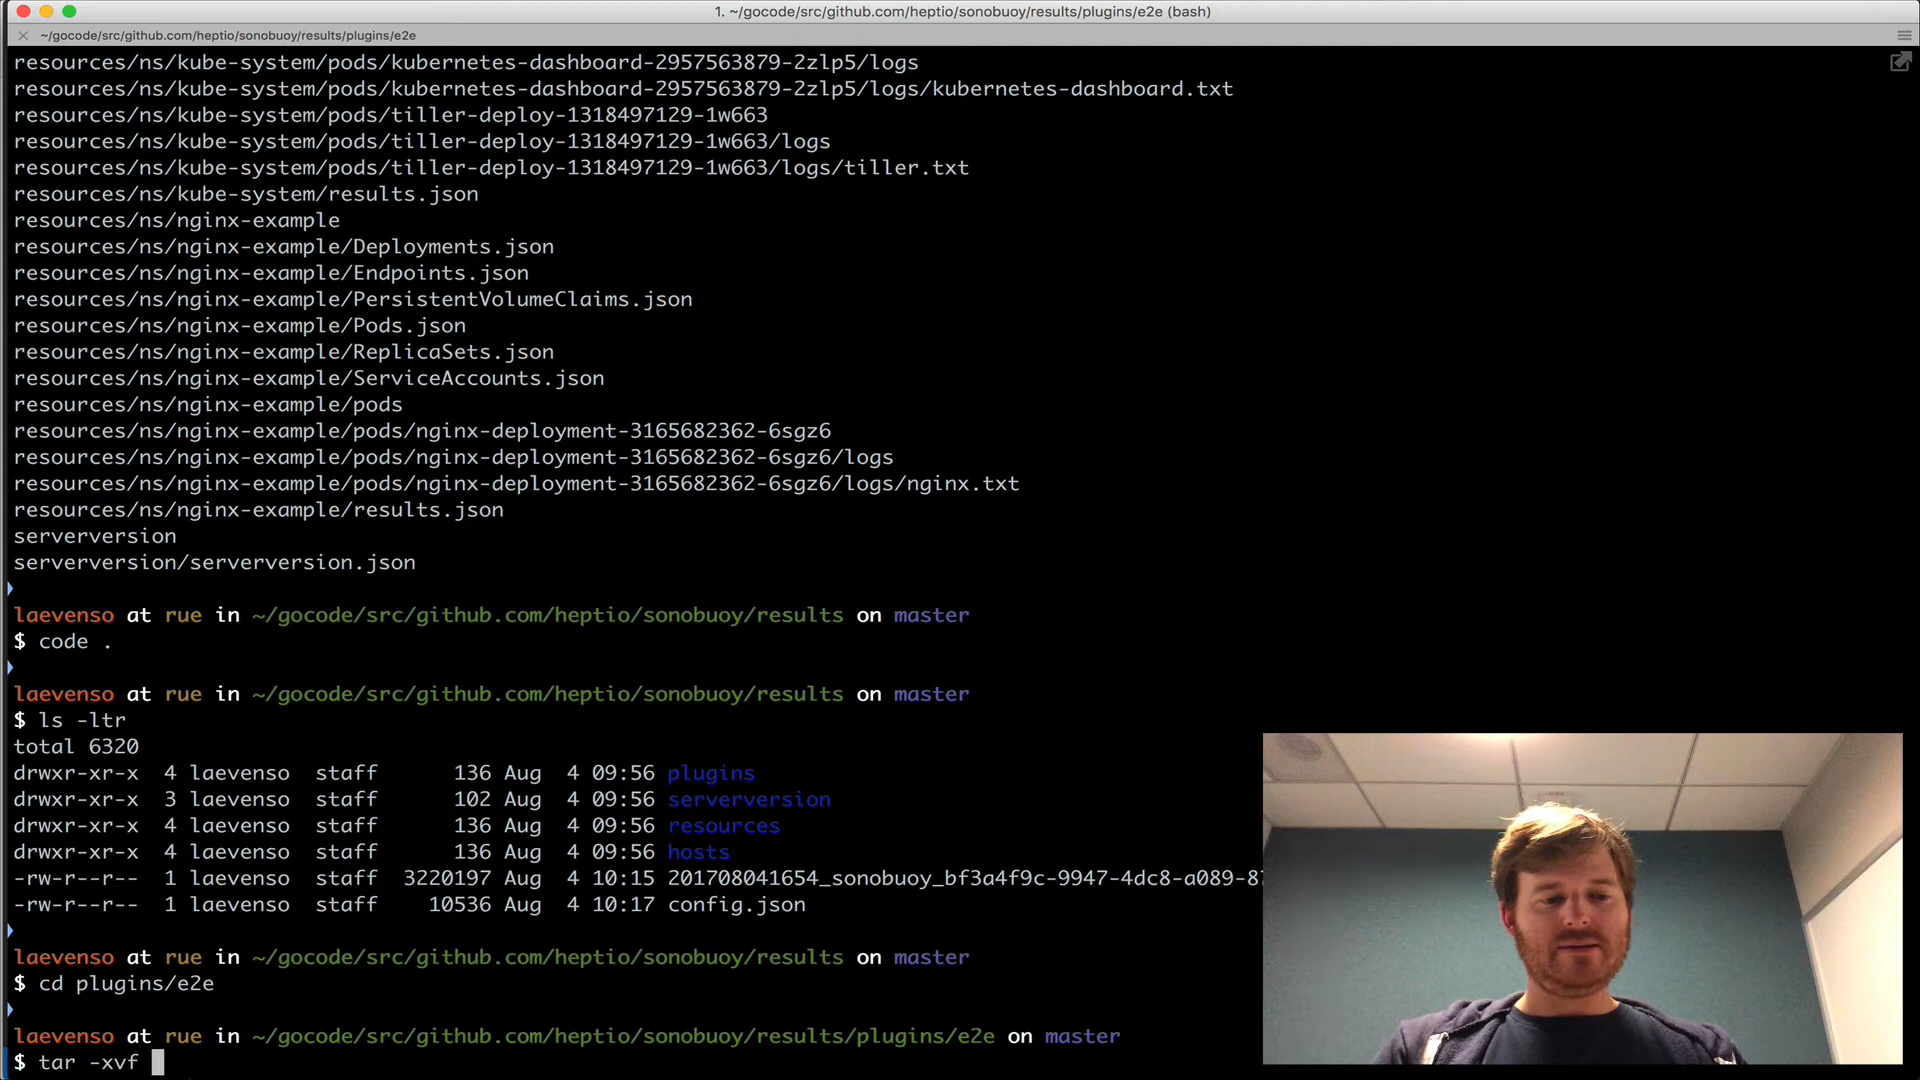 1. ~/gocode/src/github.com/heptio/sonobuoy/results/plugins/e2e (bash)
~/gocode/src/github.com/heptio/sonobuoy/results/plugins/e2e
resources/ns/kube-system/pods/kubernetes-dashboard-2957563879-2zlp5/logs
resources/ns/kube-system/pods/kubernetes-dashboard-2957563879-2zlp5/logs/kubernetes-dashboard.txt
resources/ns/kube-system/pods/tiller-deploy-1318497129-1w663
resources/ns/kube-system/pods/tiller-deploy-1318497129-1w663/logs
resources/ns/kube-system/pods/tiller-deploy-1318497129-1w663/logs/tiller.txt
resources/ns/kube-system/results.json
resources/ns/nginx-example
resources/ns/nginx-example/Deployments.json
resources/ns/nginx-example/Endpoints.json
resources/ns/nginx-example/PersistentVolumeClaims.json
resources/ns/nginx-example/Pods.json
resources/ns/nginx-example/ReplicaSets.json
resources/ns/nginx-example/ServiceAccounts.json
resources/ns/nginx-example/pods
resources/ns/nginx-example/pods/nginx-deployment-3165682362-6sgz6
resources/ns/nginx-example/pods/nginx-deployment-3165682362-6sgz6/logs
resources/ns/nginx-example/pods/nginx-deployment-3165682362-6sgz6/logs/nginx.txt
resources/ns/nginx-example/results.json
serverversion
serverversion/serverversion.json
laevenso at rue in ~/gocode/src/github.com/heptio/sonobuoy/results on master
$ code .
laevenso at rue in ~/gocode/src/github.com/heptio/sonobuoy/results on master
$ ls -ltr
total 6320
drwxr-xr-x 4 laevenso staff 136 Aug 4 09:56 plugins
drwxr-xr-x 3 laevenso staff 102 Aug 4 09:56 serverversion
drwxr-xr-x 4 laevenso staff 136 Aug 4 09:56 resources
drwxr-xr-x 4 laevenso staff 136 Aug 4 09:56 hosts
-rw-r--r-- 1 laevenso staff 3220197 Aug 4 10:15 201708041654_sonobuoy_bf3a4f9c-9947-4dc8-a089-8
-rw-r--r-- 1 laevenso staff 10536 Aug 4 10:17 config.json
laevenso at rue in ~/gocode/src/github.com/heptio/sonobuoy/results on master
$ cd plugins/e2e
laevenso at rue in ~/gocode/src/github.com/heptio/sonobuoy/results/plugins/e2e on master
$ tar -xvf